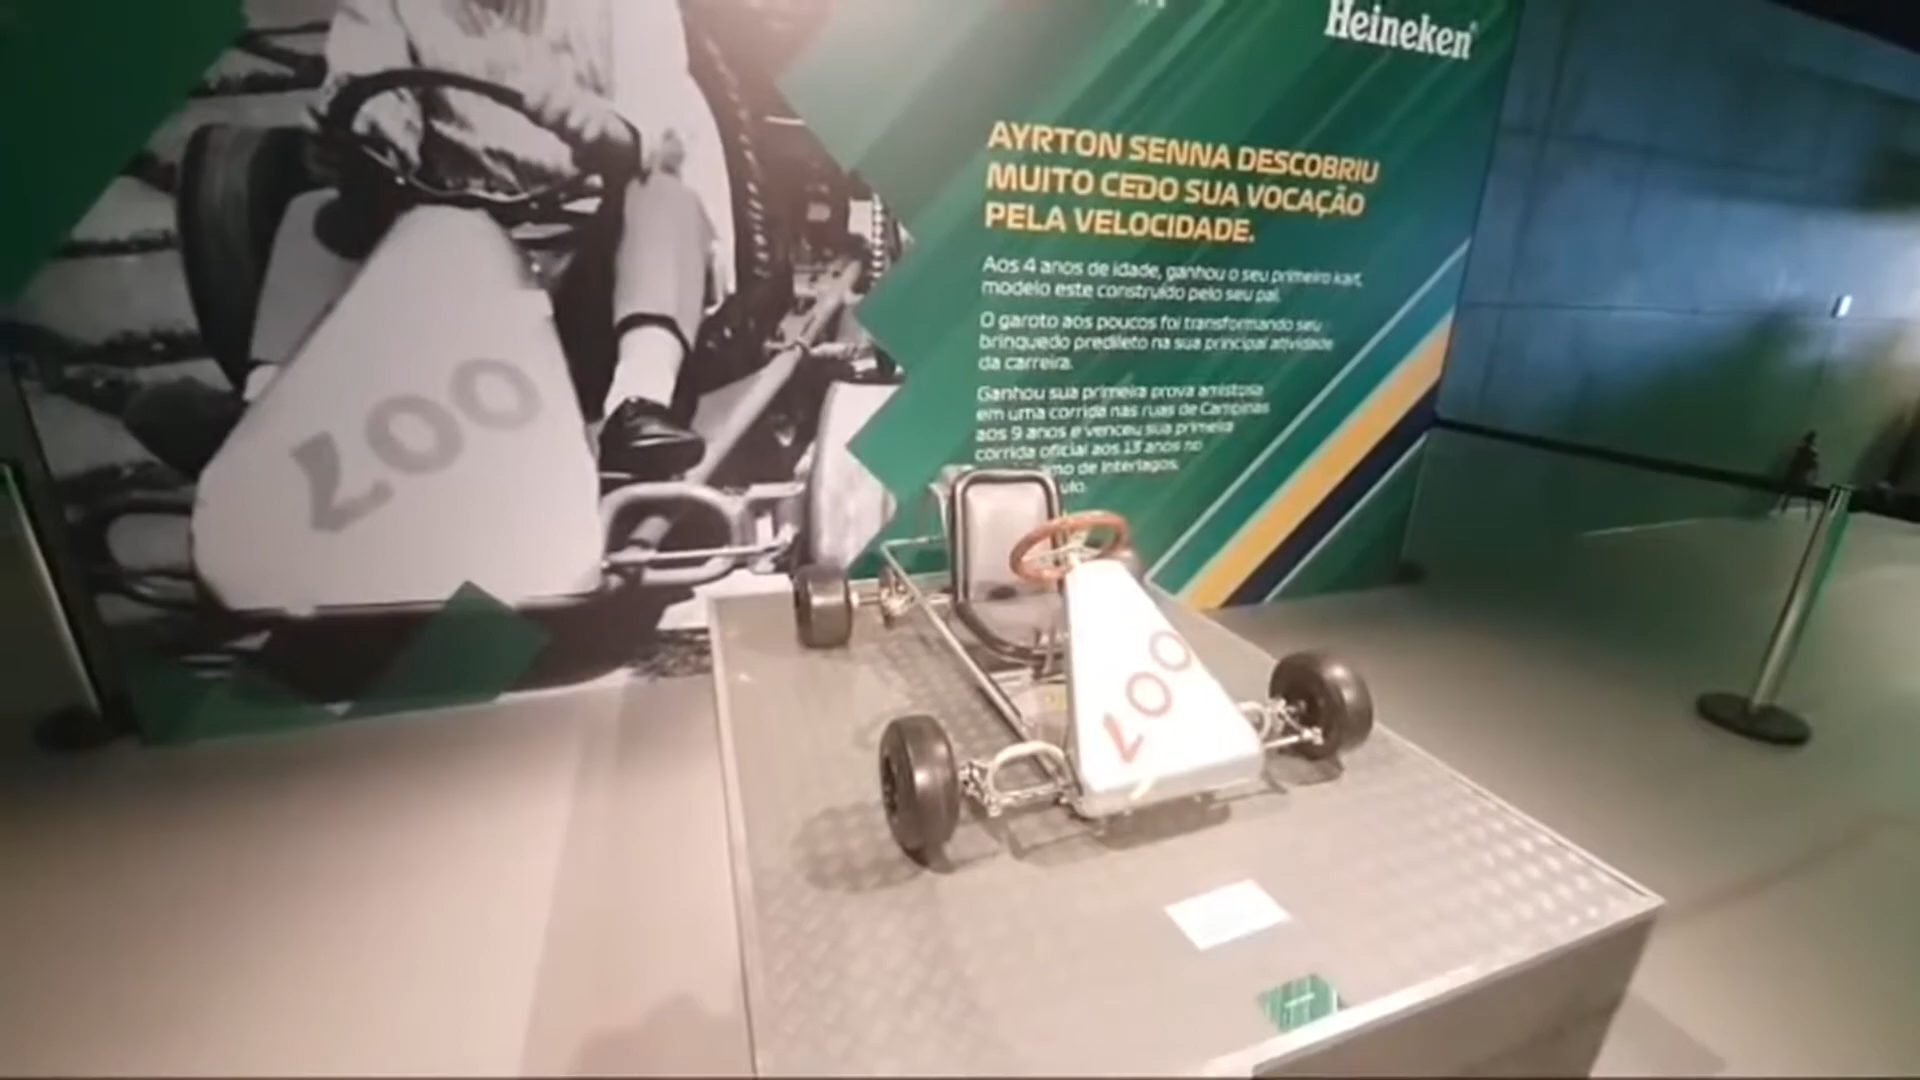 Heineken
AYRTON SENNA DESCOBRIU
MUITO CEDO SUA VOCAÇÃO
PELA VELOCIDADE.
Aos 4 anos de idade, ganhou o seu primeiro kart,
modelo este construído pelo seu pai.
O garoto aos poucos foi transformando seu
brinquedo predileto na sua principal atividade
da carreira.
Ganhou sua primeira prova amistosa
em uma corrida nas ruas de Campinas
aos 9 anos e venceu sua primeira
corrida oficial aos 13 anos no
mo de Interlagos,
ulo.
007
007